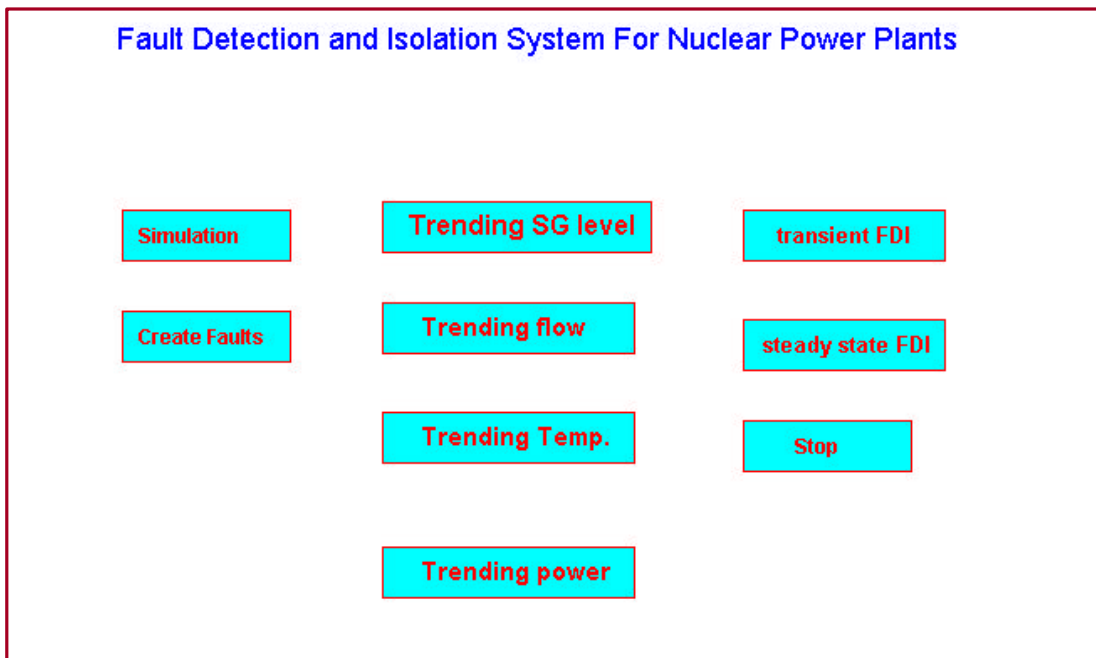 Fault Detection and Isolation System For Nuclear Power Plants
Simulation
Create Faults
Trending SG level
Trending flow
Trending Temp.
Trending power
transient FDI
steady state FDI
Stop